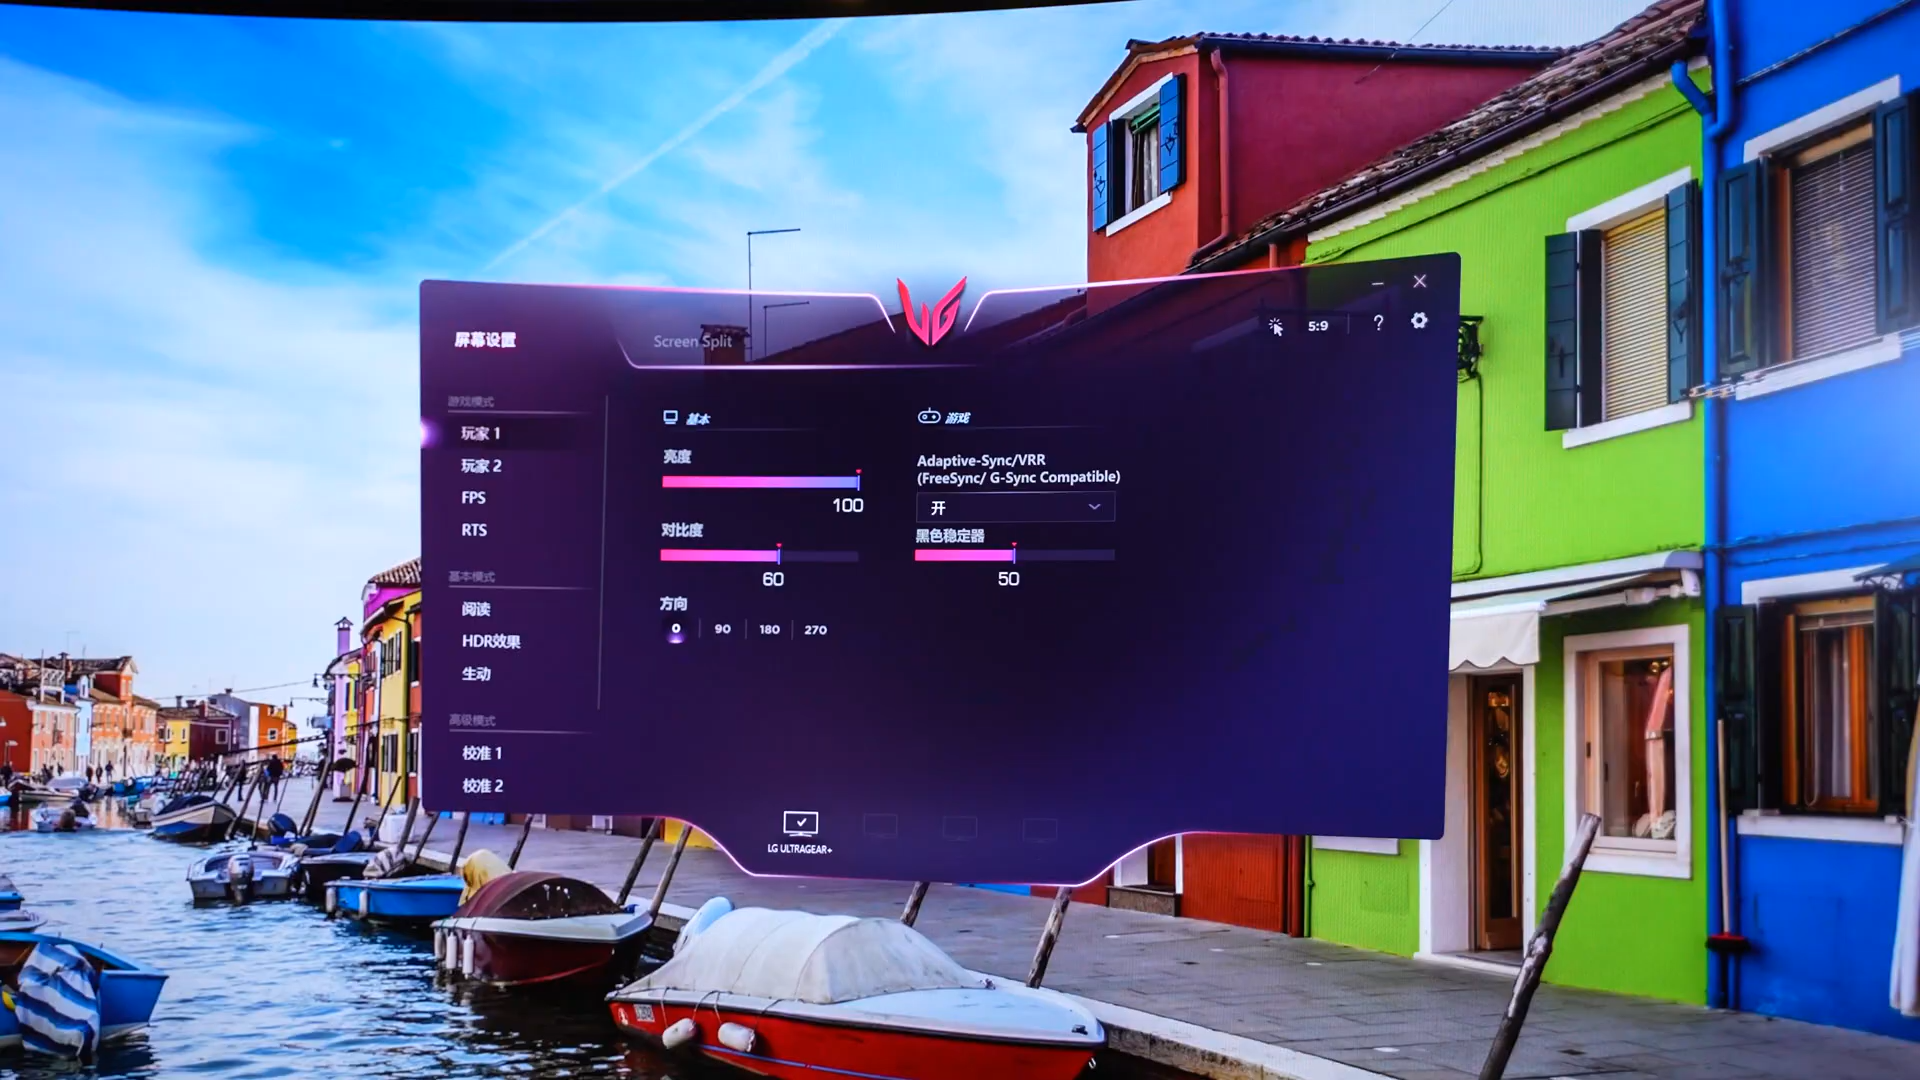 屏幕设置
Screen Split
5:9
?
游戏模式
玩家 1
玩家 2
FPS
RTS
基本模式
阅读
HDR效果
生动
高级模式
校准 1
校准 2
基本
亮度
100
对比度
60
方向
0 90 180 270
游戏
Adaptive-Sync/VRR
(FreeSync/ G-Sync Compatible)
开
黑色稳定器
50
LG ULTRAGEAR+